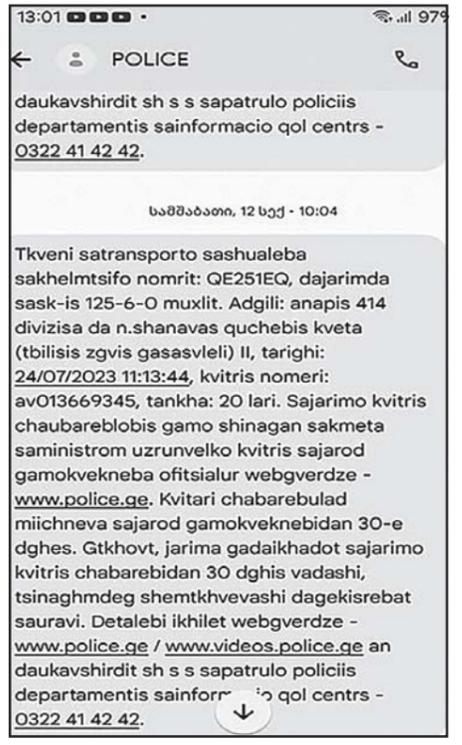 13:01 97%
POLICE
daukavshirdit sh s s sapatrulo policiis
departamentis sainformacio qol centrs -
0322 41 42 42.
სამშაბათი, 12 სექ • 10:04
Tkveni satransporto sashualeba
sakhelmtsifo nomrit: QE251EQ, dajarimda
sask-is 125-6-0 muxlit. Adgili: anapis 414
divizisa da n.shanavas quchebis kveta
(tbilisis zgvis gasasvleli) II, tarighi:
24/07/2023 11:13:44, kvitris nomeri:
av013669345, tankha: 20 lari. Sajarimo kvitris
chaubareblobis gamo shinagan sakmeta
saministrom uzrunvelko kvitris sajarod
gamokvekneba ofitsialur webgverdze -
www.police.ge. Kvitari chabarebulad
miichneva sajarod gamokveknebidan 30-e
dghes. Gtkhovt, jarima gadaikhadot sajarimo
kvitris chabarebidan 30 dghis vadashi,
tsinaghmdeg shemtkhvevashi dagekisrebat
sauravi. Detalebi ikhilet webgverdze -
www.police.ge / www.videos.police.ge an
daukavshirdit sh s s sapatrulo policiis
departamentis qol centrs -
0322 41 42 42.